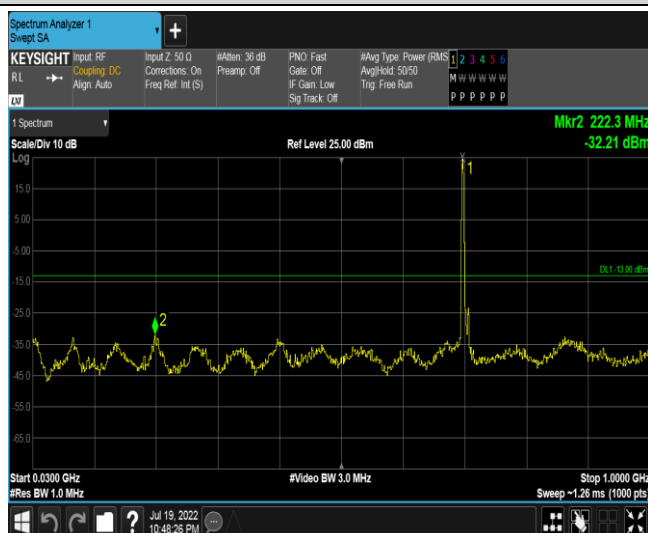 Spectrum Analyzer 1
Swept SA
+
KEYSIGHT Input: RF Input Z: 50 Ω #Atten: 36 dB PNO: Fast #Avg Type: Power (RMS 1 2 3 4 5 6
R L Coupling: DC Corrections: On Preamp: Off Gate: Off Avg|Hold: 50/50 M W W W W W
Align: Auto Freq Ref: Int (S) IF Gain: Low Trig: Free Run
Sig Track: Off P P P P P P
LXI
1 Spectrum Mkr2 222.3 MHz
Scale/Div 10 dB Ref Level 25.00 dBm -32.21 dBm
Log
1
15.0
5.00
-5.00
DL1 -13.00 dBm
-15.0
-25.0
2
-35.0
-45.0
-55.0
-65.0
Start 0.0300 GHz #Video BW 3.0 MHz Stop 1.0000 GHz
#Res BW 1.0 MHz Sweep ~1.26 ms (1000 pts)
? Jul 19, 2022
10:48:26 PM